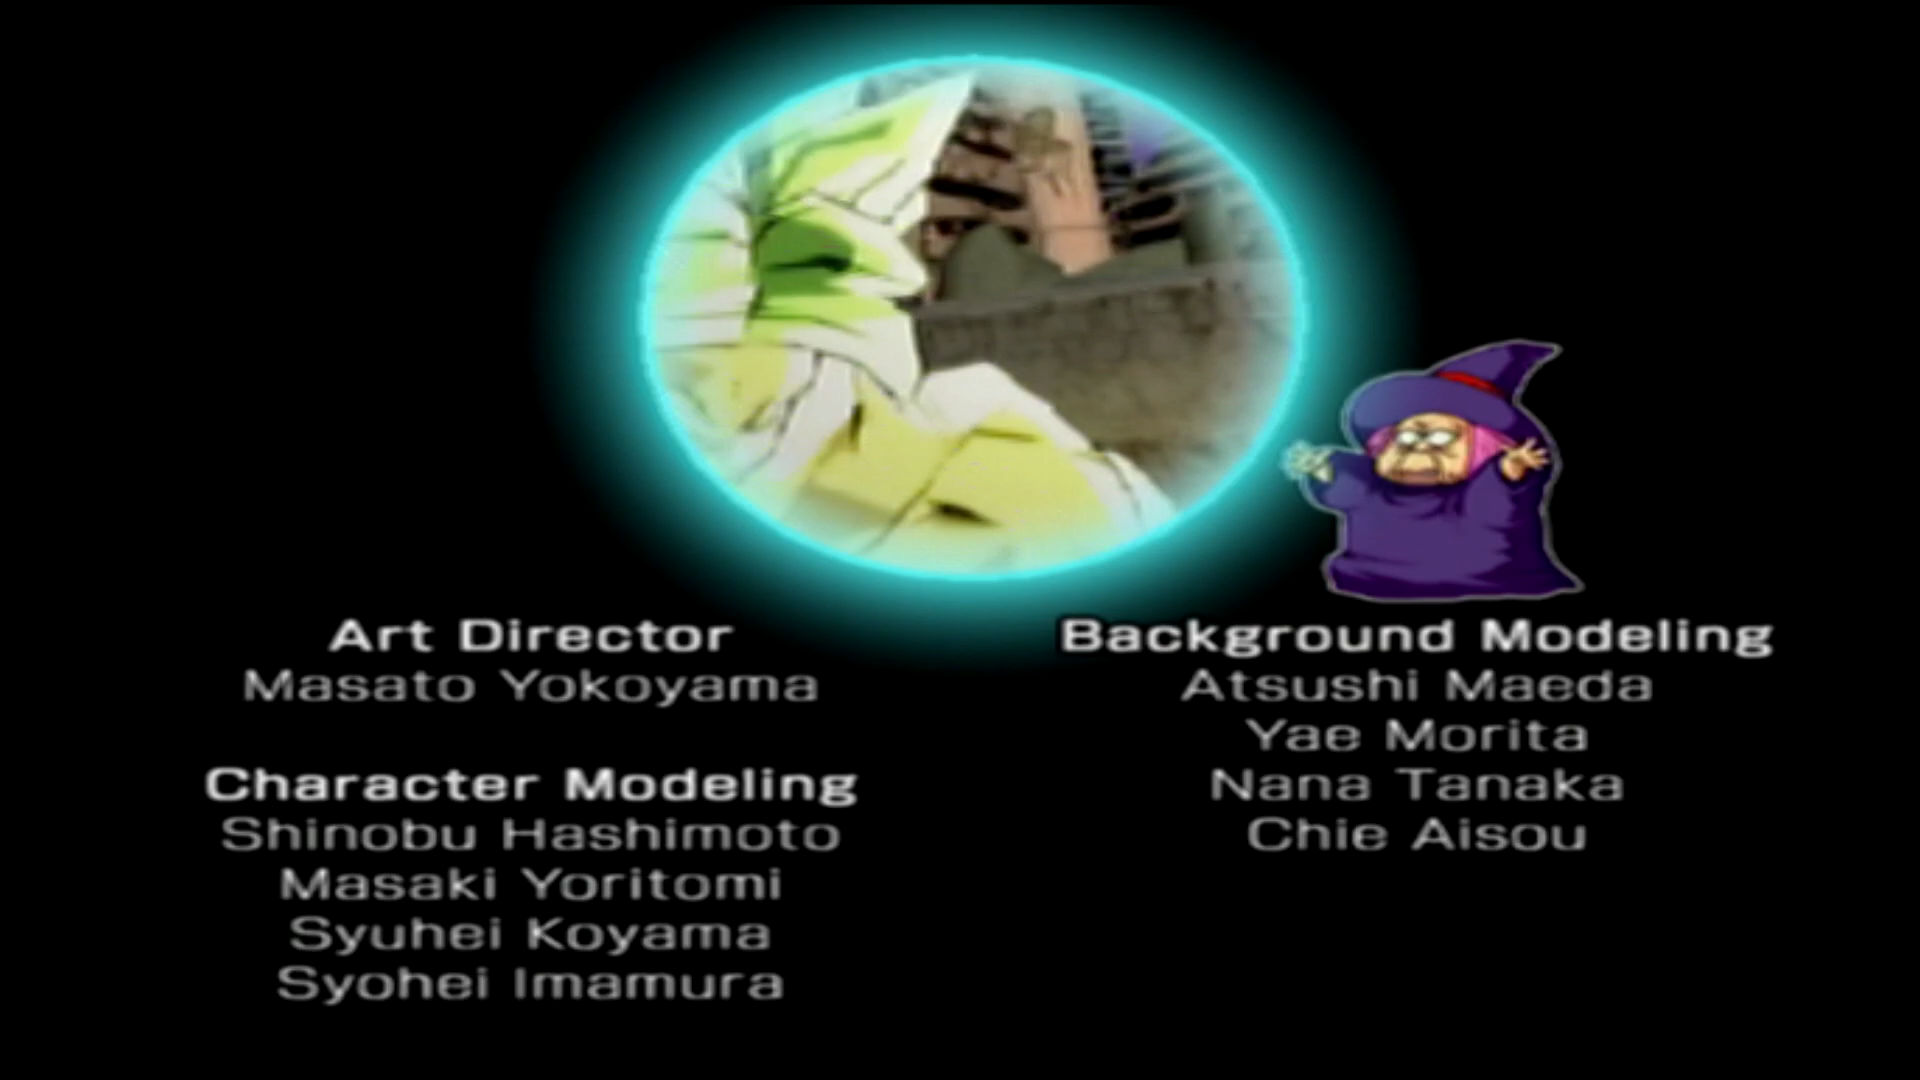 Art Director
Masato Yokoyama
Character Modeling
Shinobu Hashimoto
Masaki Yoritomi
Syuhei Koyama
Syohei Imamura
Background Modeling
Atsushi Maeda
Yae Morita
Nana Tanaka
Chie Aisou